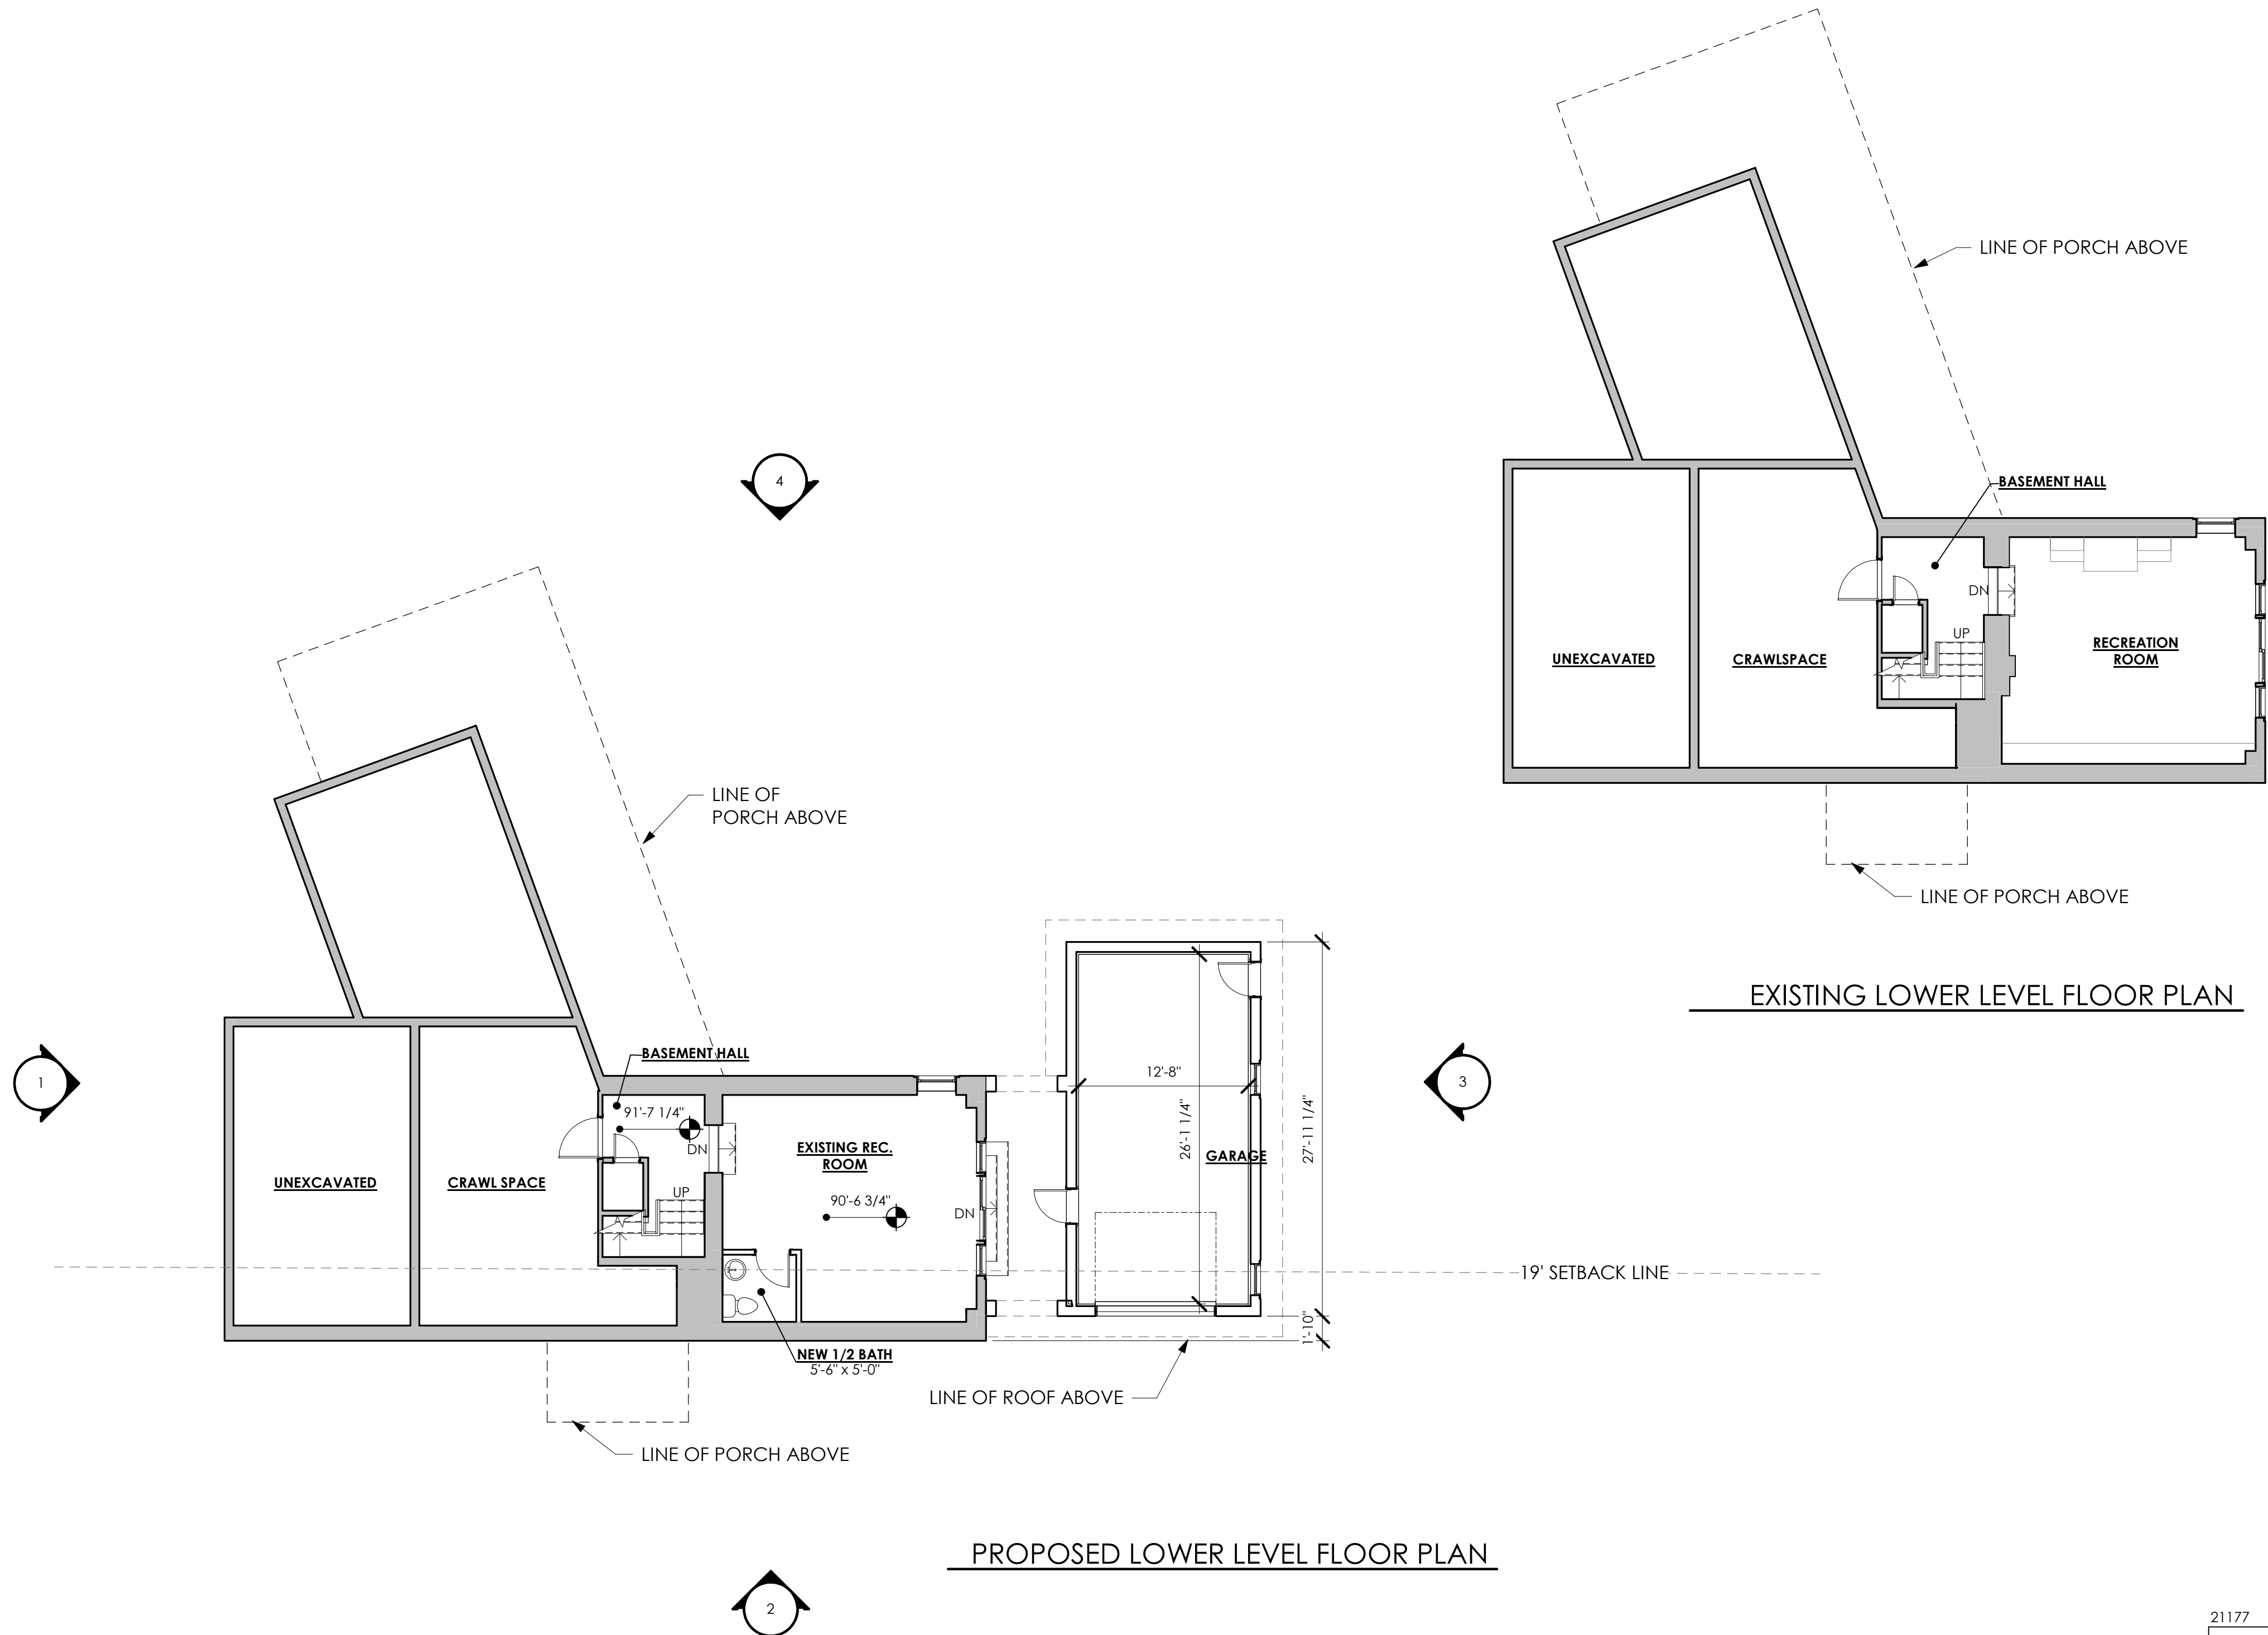 LINE OF PORCH ABOVE
BASEMENT HALL
DN
UP
UNEXCAVATED
CRAWLSPACE
RECREATION
ROOM
LINE OF PORCH ABOVE
EXISTING LOWER LEVEL FLOOR PLAN
4
LINE OF
PORCH ABOVE
1
BASEMENT HALL
91'-7 1/4"
DN
EXISTING REC.
ROOM
UNEXCAVATED
CRAWL SPACE
UP
90'-6 3/4"
DN
12'-8"
26'-1 1/4"
GARAGE
27'-11 1/4"
3
19' SETBACK LINE
1'-10"
NEW 1/2 BATH
5'-6" x 5'-0"
LINE OF ROOF ABOVE
LINE OF PORCH ABOVE
PROPOSED LOWER LEVEL FLOOR PLAN
2
21177